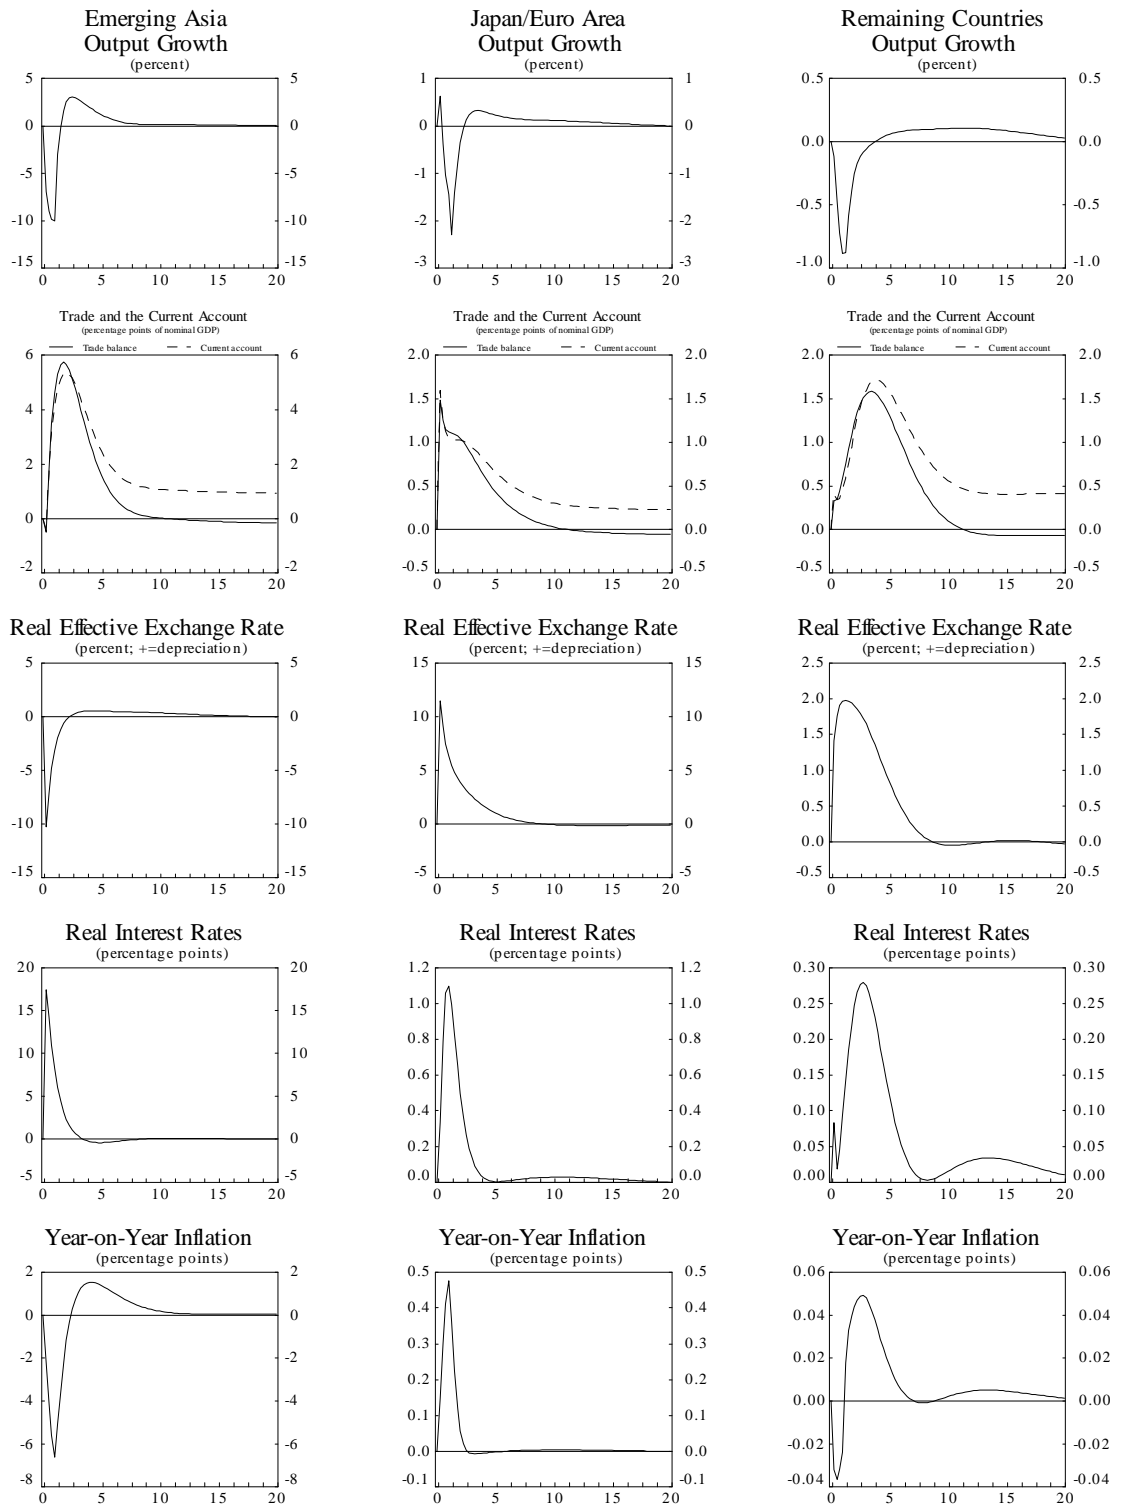 Emerging Asia
Output Growth
(percent)
5 5
0 0
-5 -5
-10 -10
-15 -15
0 5 10 15 20
Japan/Euro Area
Output Growth
(percent)
1 1
0 0
-1 -1
-2 -2
-3 -3
0 5 10 15 20
Remaining Countries
Output Growth
(percent)
0.5 0.5
0.0 0.0
-0.5 -0.5
-1.0 -1.0
0 5 10 15 20
Trade and the Current Account
(percentage points of nominal GDP)
Trade balance Current account
6 6
4 4
2 2
0 0
-2 -2
0 5 10 15 20
Trade and the Current Account
(percentage points of nominal GDP)
Trade balance Current account
2.0 2.0
1.5 1.5
1.0 1.0
0.5 0.5
0.0 0.0
-0.5 -0.5
0 5 10 15 20
Trade and the Current Account
(percentage points of nominal GDP)
Trade balance Current account
2.0 2.0
1.5 1.5
1.0 1.0
0.5 0.5
0.0 0.0
-0.5 -0.5
0 5 10 15 20
Real Effective Exchange Rate
(percent; +=depreciation)
5 5
0 0
-5 -5
-10 -10
-15 -15
0 5 10 15 20
Real Effective Exchange Rate
(percent; +=depreciation)
15 15
10 10
5 5
0 0
-5 -5
0 5 10 15 20
Real Effective Exchange Rate
(percent; +=depreciation)
2.5 2.5
2.0 2.0
1.5 1.5
1.0 1.0
0.5 0.5
0.0 0.0
-0.5 -0.5
0 5 10 15 20
Real Interest Rates
(percentage points)
20 20
15 15
10 10
5 5
0 0
-5 -5
0 5 10 15 20
Real Interest Rates
(percentage points)
1.2 1.2
1.0 1.0
0.8 0.8
0.6 0.6
0.4 0.4
0.2 0.2
0.0 0.0
0 5 10 15 20
Real Interest Rates
(percentage points)
0.30 0.30
0.25 0.25
0.20 0.20
0.15 0.15
0.10 0.10
0.05 0.05
0.00 0.00
0 5 10 15 20
Year-on-Year Inflation
(percentage points)
2 2
0 0
-2 -2
-4 -4
-6 -6
-8 -8
0 5 10 15 20
Year-on-Year Inflation
(percentage points)
0.5 0.5
0.4 0.4
0.3 0.3
0.2 0.2
0.1 0.1
0.0 0.0
-0.1 -0.1
0 5 10 15 20
Year-on-Year Inflation
(percentage points)
0.06 0.06
0.04 0.04
0.02 0.02
0.00 0.00
-0.02 -0.02
-0.04 -0.04
0 5 10 15 20